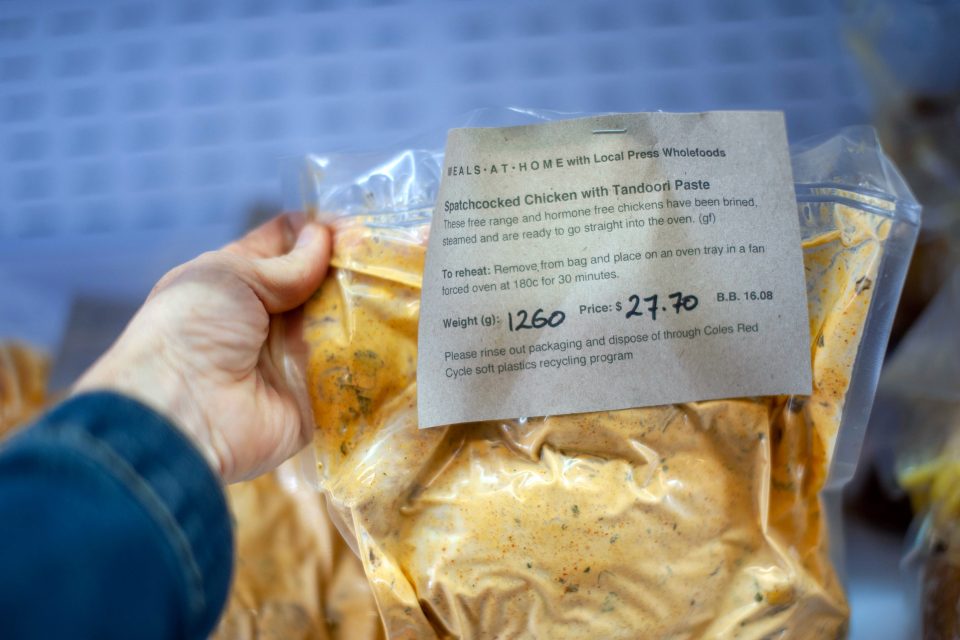 MEALS·AT·HOME with Local Press Wholefoods
Spatchcocked Chicken with Tandoori Paste
These free range and hormone free chickens have been brined,
steamed and are ready to go straight into the oven. (gf)
To reheat: Remove from bag and place on an oven tray in a fan
forced oven at 180c for 30 minutes.
Weight (g): 1260 Price: $ 27.70 B.B. 16.08
Please rinse out packaging and dispose of through Coles Red
Cycle soft plastics recycling program